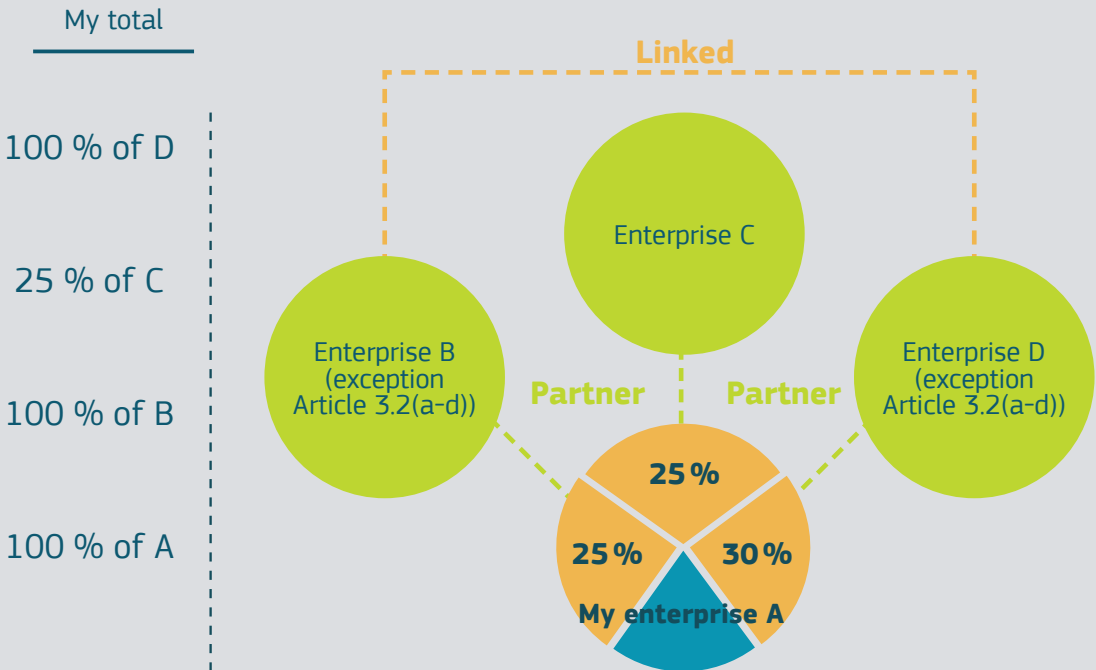 My total
100 % of D
25 % of C
100 % of B
100 % of A
Linked
Enterprise C
Enterprise B
(exception
Article 3.2(a-d))
Enterprise D
(exception
Article 3.2(a-d))
Partner
Partner
25 %
25 %
30 %
My enterprise A